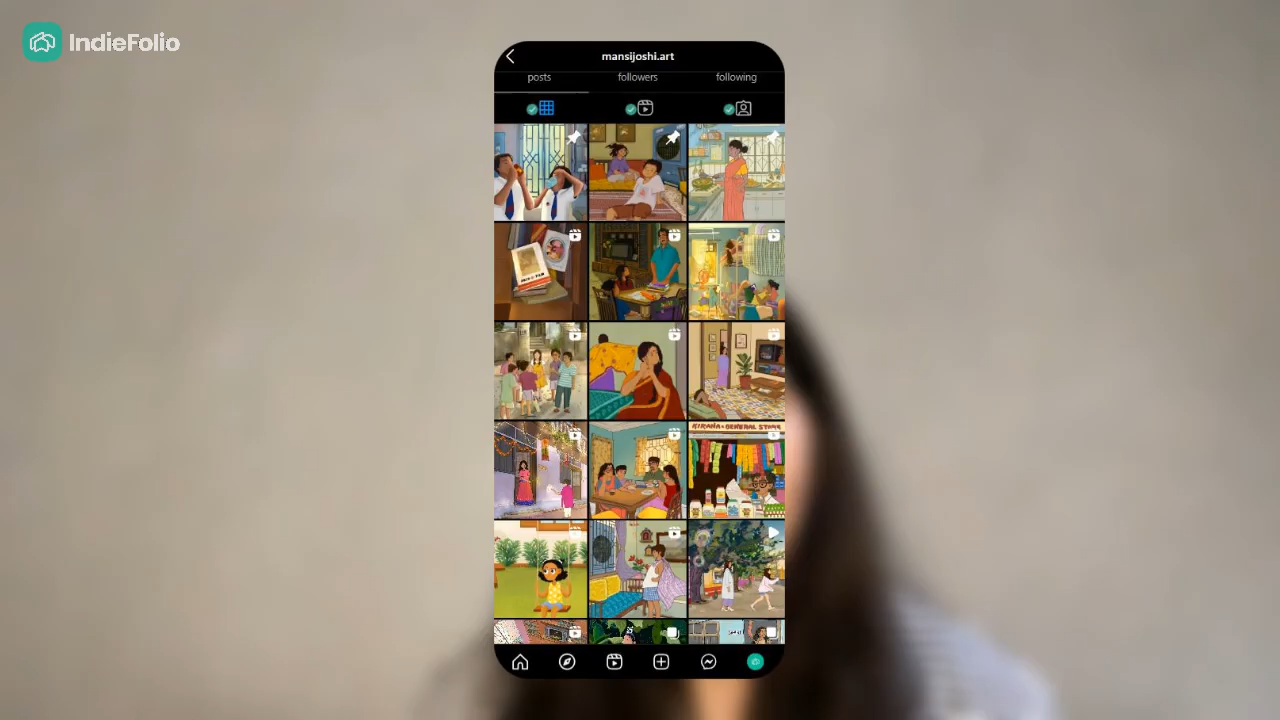 IndieFolio
mansijoshi.art
posts followers following
KIRANA & GENERAL STORE